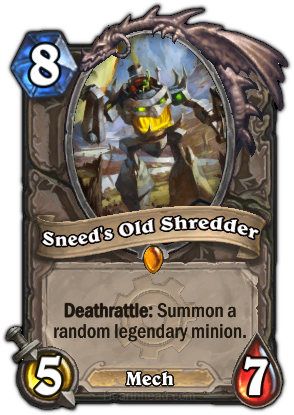 8
Sneed's Old Shredder
Deathrattle: Summon a
random legendary minion.
5
Mech
7